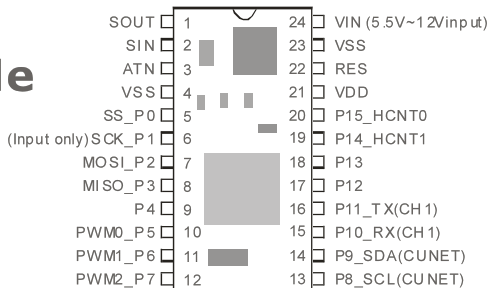 le
SOUT 1 24 VIN (5.5V~12Vinput)
SIN 2 23 VSS
ATN 3 22 RES
VSS 4 21 VDD
SS_P0 5 20 P15_HCNT0
(Input only)SCK_P1 6 19 P14_HCNT1
MOSI_P2 7 18 P13
MISO_P3 8 17 P12
P4 9 16 P11_TX(CH1)
PWM0_P5 10 15 P10_RX(CH1)
PWM1_P6 11 14 P9_SDA(CUNET)
PWM2_P7 12 13 P8_SCL(CUNET)